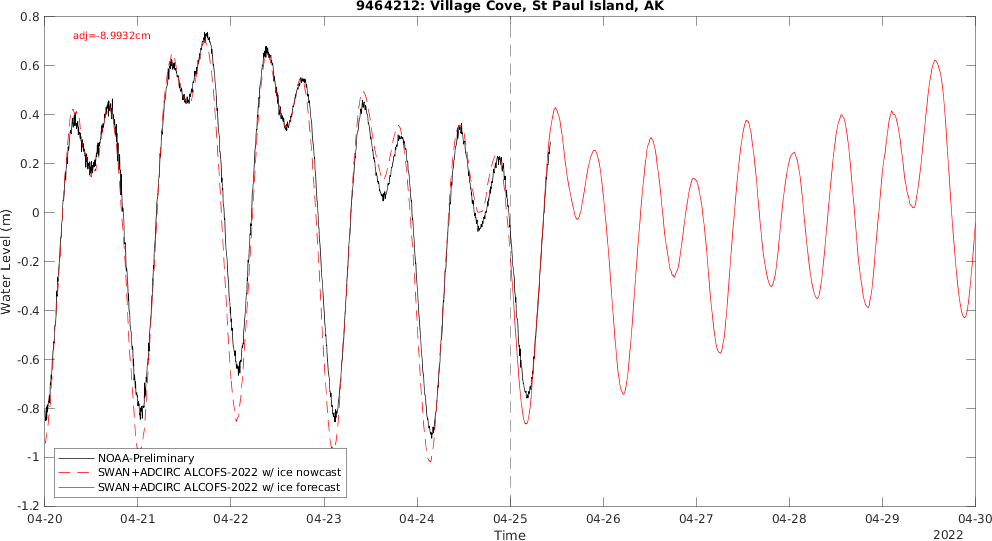 9464212: Village Cove, St Paul Island, AK
adj=-8.9932cm
Water Level (m)
0.8
0.6
0.4
0.2
0
-0.2
-0.4
-0.6
-0.8
-1
-1.2
NOAA-Preliminary
SWAN+ADCIRC ALCOFS-2022 w/ ice nowcast
SWAN+ADCIRC ALCOFS-2022 w/ ice forecast
04-20 04-21 04-22 04-23 04-24 04-25 04-26 04-27 04-28 04-29 04-30
Time
2022